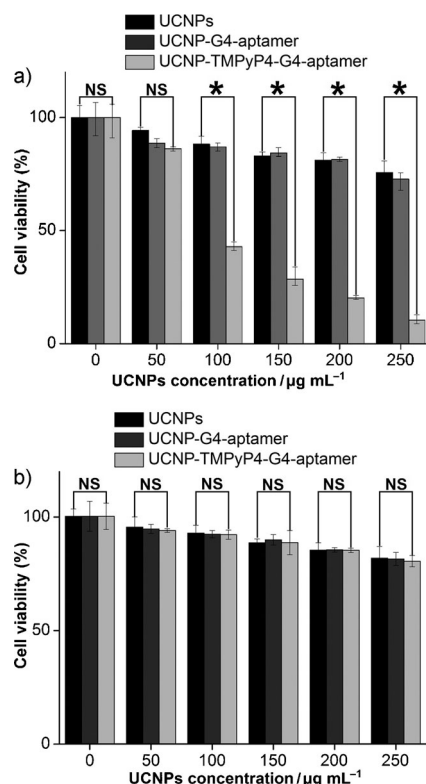 UCNPs
UCNP-G4-aptamer
UCNP-TMPyP4-G4-aptamer
a)
NS NS * * * *
100
50
0
Cell viability (%)
0 50 100 150 200 250
UCNPs concentration / µg mL⁻¹
UCNPs
UCNP-G4-aptamer
UCNP-TMPyP4-G4-aptamer
b)
NS NS NS NS NS NS
100
50
0
Cell viability (%)
0 50 100 150 200 250
UCNPs concentration / µg mL⁻¹